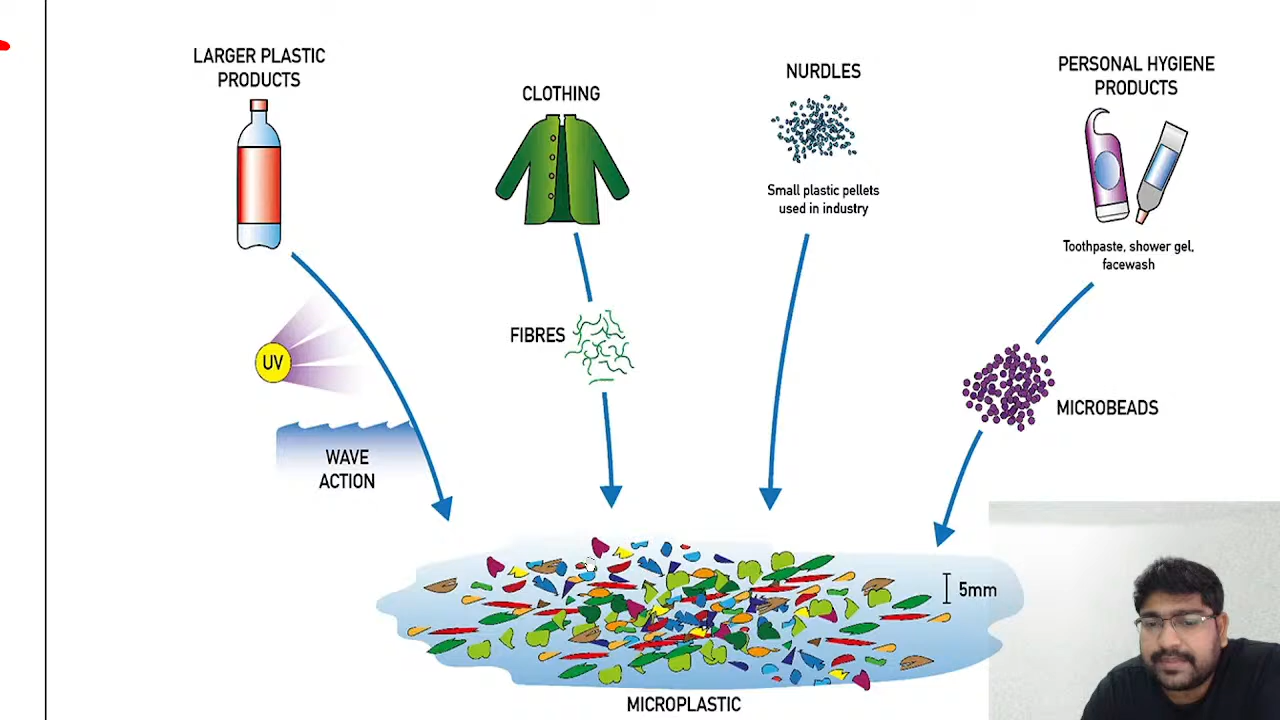 LARGER PLASTIC
PRODUCTS
CLOTHING
NURDLES
Small plastic pellets
used in industry
PERSONAL HYGIENE
PRODUCTS
Toothpaste, shower gel,
facewash
UV
FIBRES
MICROBEADS
WAVE
ACTION
5mm
MICROPLASTIC